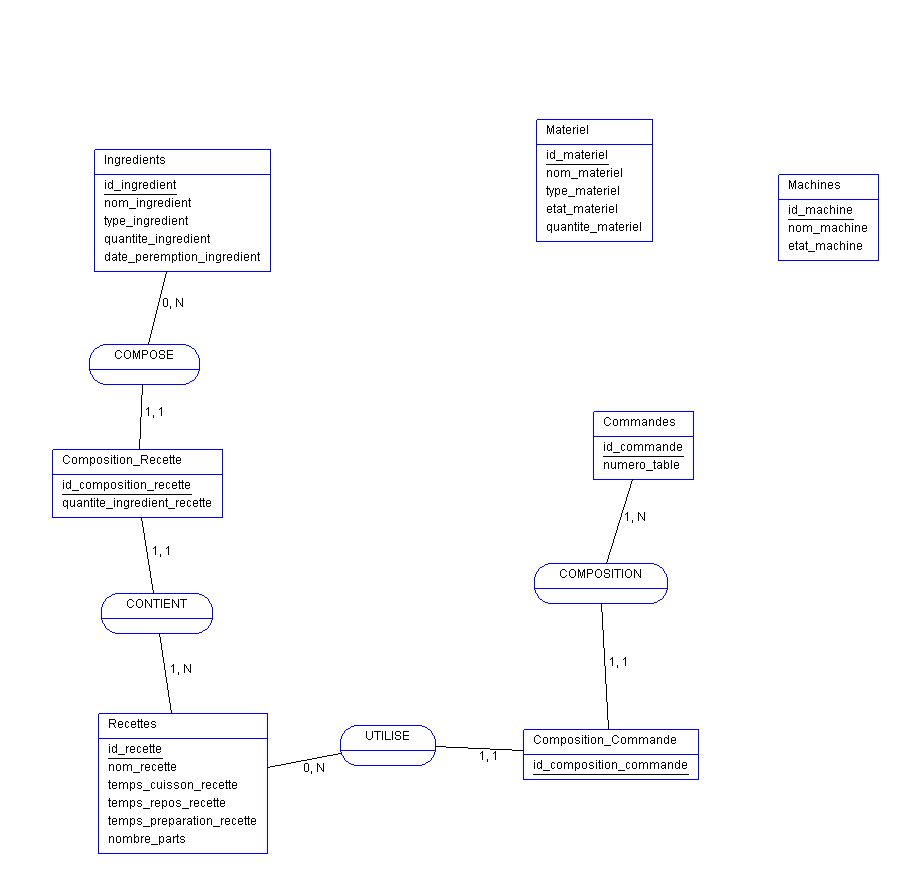 Materiel
id_materiel
nom_materiel
type_materiel
etat_materiel
quantite_materiel
Ingredients
id_ingredient
nom_ingredient
type_ingredient
quantite_ingredient
date_peremption_ingredient
Machines
id_machine
nom_machine
etat_machine
0, N
COMPOSE
1, 1
Commandes
id_commande
numero_table
Composition_Recette
id_composition_recette
quantite_ingredient_recette
1, N
1, 1
COMPOSITION
CONTIENT
1, 1
1, N
Recettes
id_recette
nom_recette
temps_cuisson_recette
temps_repos_recette
temps_preparation_recette
nombre_parts
UTILISE
0, N
1, 1
Composition_Commande
id_composition_commande